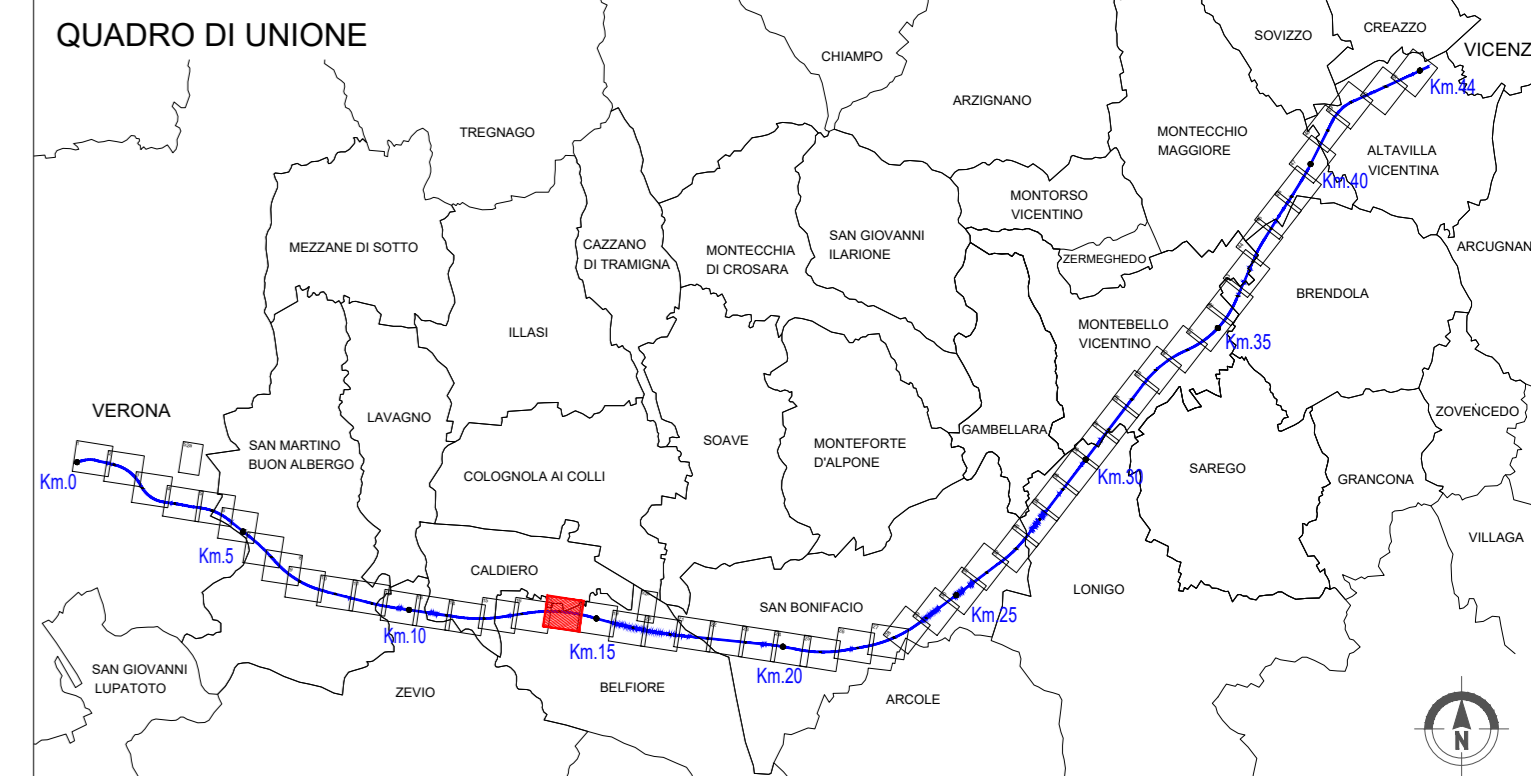 QUADRO DI UNIONE
CREAZZO
SOVIZZO
VICENZ
CHIAMPO
Km.44
ARZIGNANO
TREGNAGO
MONTECCHIO
MAGGIORE
ALTAVILLA
VICENTINA
Km.40
MONTORSO
VICENTINO
MEZZANE DI SOTTO
CAZZANO
DI TRAMIGNA
MONTECCHIA
DI CROSARA
SAN GIOVANNI
ILARIONE
ARCUGNAN
ZERMEGHEDO
BRENDOLA
ILLASI
MONTEBELLO
VICENTINO
Km.35
VERONA
LAVAGNO
ZOVENCEDO
SAN MARTINO
BUON ALBERGO
SOAVE
MONTEFORTE
D'ALPONE
GAMBELLARA
SAREGO
COLOGNOLA AI COLLI
Km.0
Km.30
GRANCONA
VILLAGA
Km.5
CALDIERO
LONGIO
SAN BONIFACIO
Km.25
Km.10
Km.15
Km.20
SAN GIOVANNI
LUPATOTO
ZEVIO
BELFIORE
ARCOLE
N